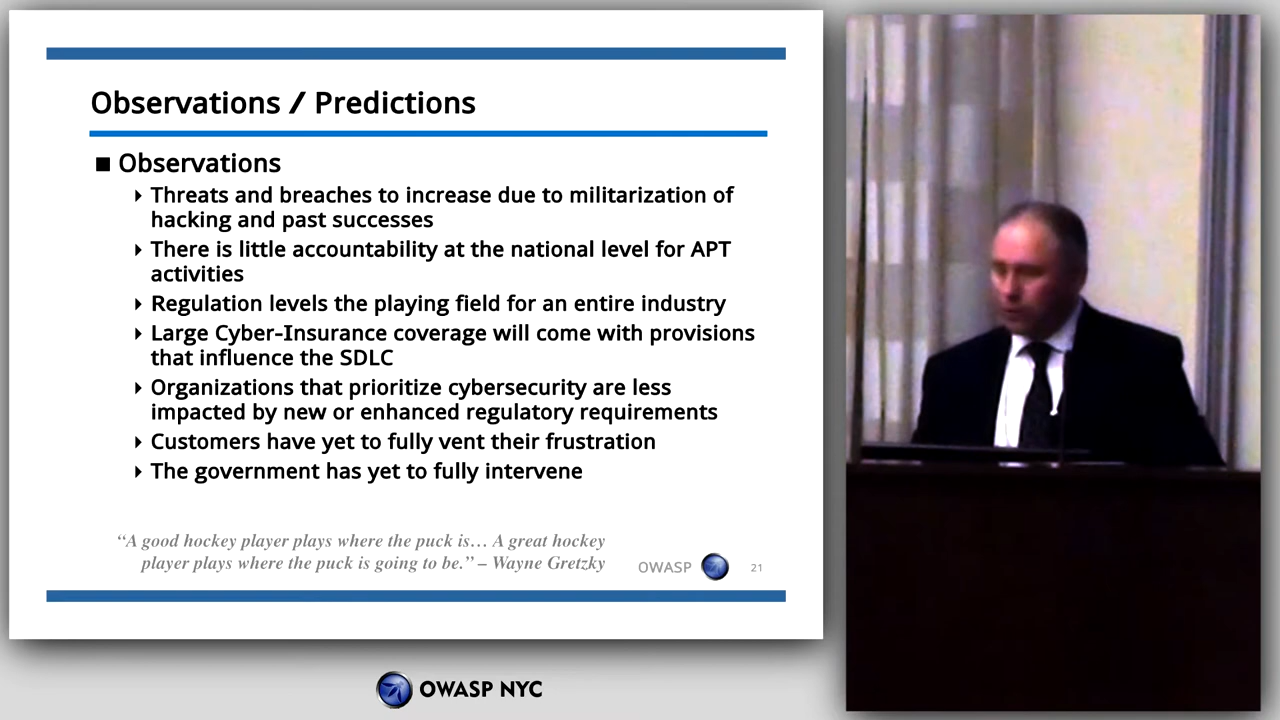 Observations / Predictions
Observations
Threats and breaches to increase due to militarization of
hacking and past successes
There is little accountability at the national level for APT
activities
Regulation levels the playing field for an entire industry
Large Cyber-Insurance coverage will come with provisions
that influence the SDLC
Organizations that prioritize cybersecurity are less
impacted by new or enhanced regulatory requirements
Customers have yet to fully vent their frustration
The government has yet to fully intervene
“A good hockey player plays where the puck is… A great hockey
player plays where the puck is going to be.” – Wayne Gretzky
OWASP 21
OWASP NYC